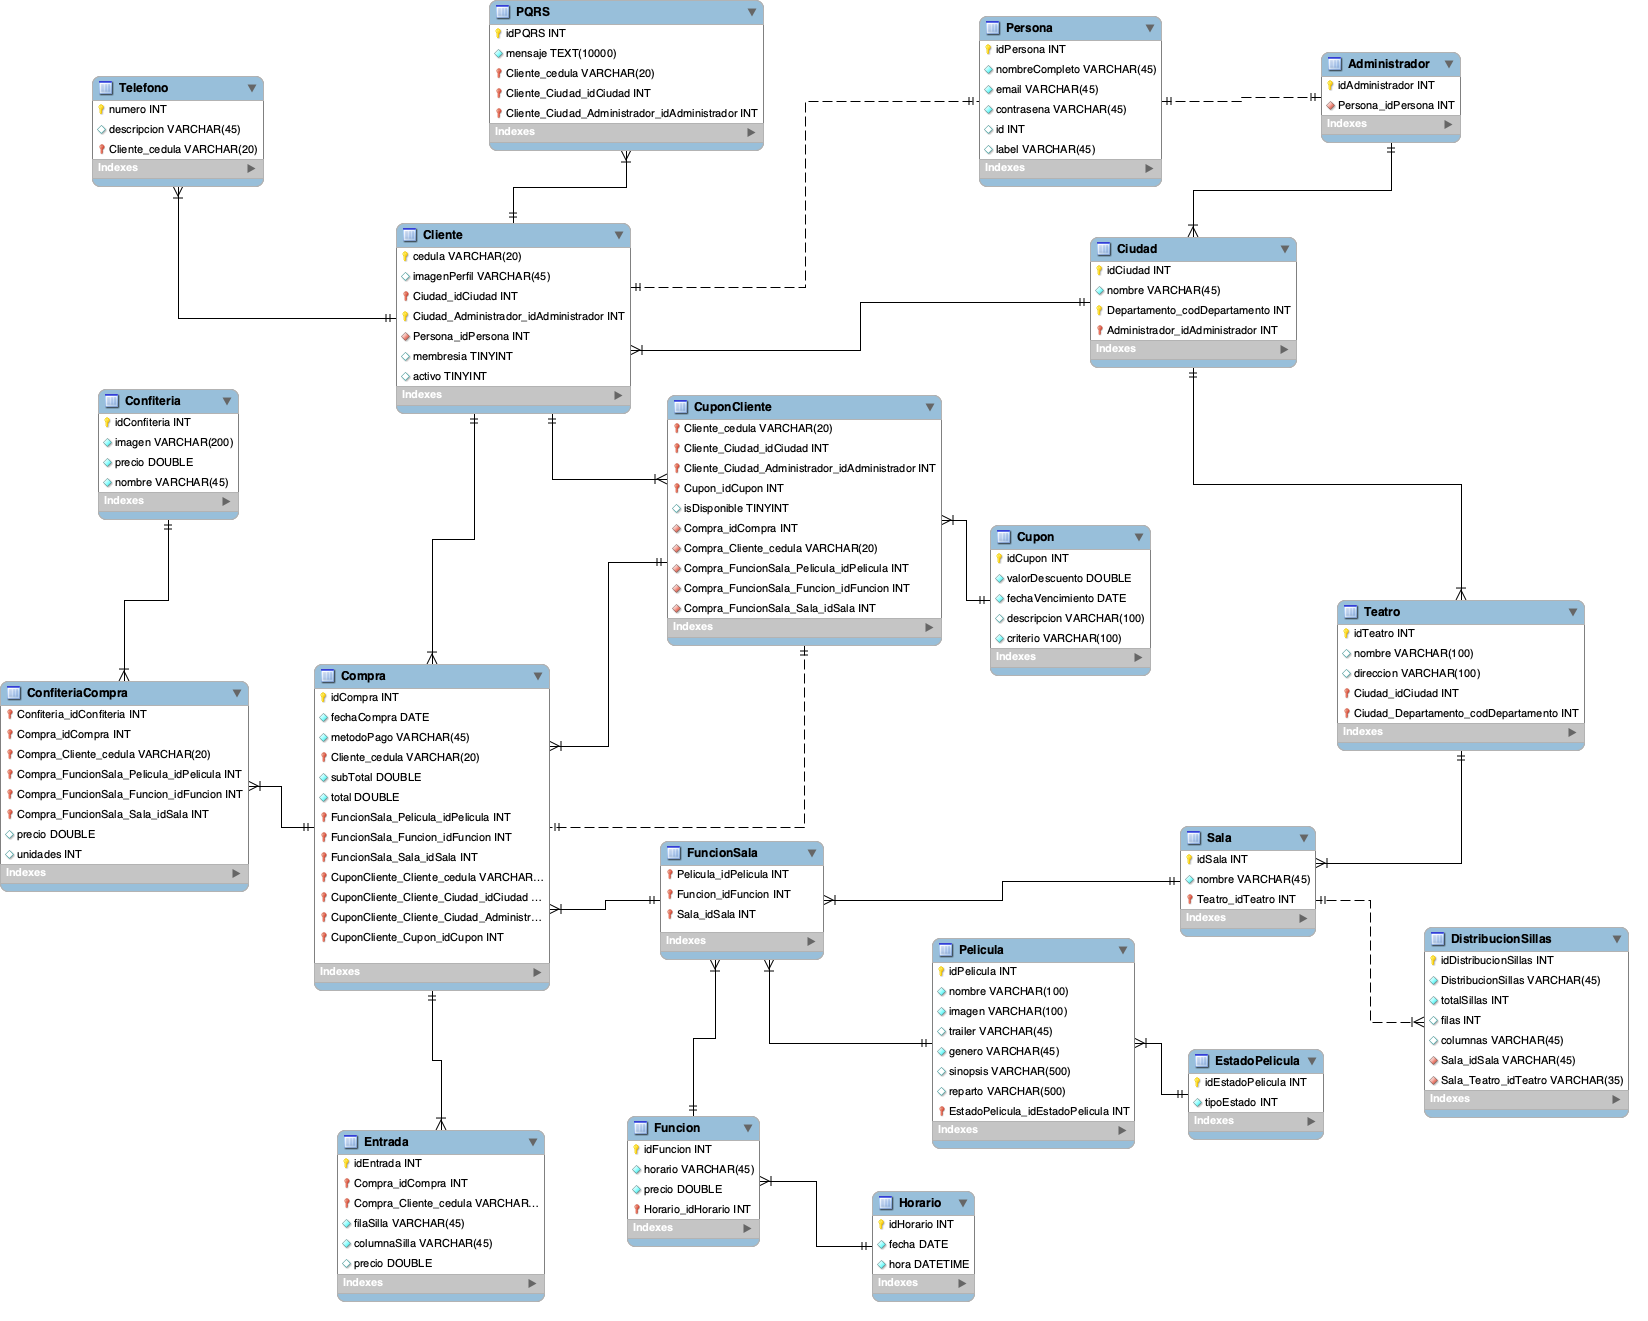 PQRS
idPQRS INT
mensaje TEXT(10000)
Cliente_cedula VARCHAR(20)
Cliente_Ciudad_idCiudad INT
Cliente_Ciudad_Administrador_idAdministrador INT
Indexes
Persona
idPersona INT
nombreCompleto VARCHAR(45)
email VARCHAR(45)
contrasena VARCHAR(45)
id INT
label VARCHAR(45)
Indexes
Administrador
idAdministrador INT
Persona_idPersona INT
Indexes
Telefono
numero INT
descripcion VARCHAR(45)
Cliente_cedula VARCHAR(20)
Indexes
Cliente
cedula VARCHAR(20)
imagenPerfil VARCHAR(45)
Ciudad_idCiudad INT
Ciudad_Administrador_idAdministrador INT
Persona_idPersona INT
membresia TINYINT
activo TINYINT
Indexes
Ciudad
idCiudad INT
nombre VARCHAR(45)
Departamento_codDepartamento INT
Administrador_idAdministrador INT
Indexes
Confiteria
idConfiteria INT
imagen VARCHAR(200)
precio DOUBLE
nombre VARCHAR(45)
Indexes
CuponCliente
Cliente_cedula VARCHAR(20)
Cliente_Ciudad_idCiudad INT
Cliente_Ciudad_Administrador_idAdministrador INT
Cupon_idCupon INT
isDisponible TINYINT
Compra_idCompra INT
Compra_Cliente_cedula VARCHAR(20)
Compra_FuncionSala_Pelicula_idPelicula INT
Compra_FuncionSala_Funcion_idFuncion INT
Compra_FuncionSala_Sala_idSala INT
Indexes
Cupon
idCupon INT
valorDescuento DOUBLE
fechaVencimiento DATE
descripcion VARCHAR(100)
criterio VARCHAR(100)
Indexes
Teatro
idTeatro INT
nombre VARCHAR(100)
direccion VARCHAR(100)
Ciudad_idCiudad INT
Ciudad_Departamento_codDepartamento INT
Indexes
ConfiteriaCompra
Confiteria_idConfiteria INT
Compra_idCompra INT
Compra_Cliente_cedula VARCHAR(20)
Compra_FuncionSala_Pelicula_idPelicula INT
Compra_FuncionSala_Funcion_idFuncion INT
Compra_FuncionSala_Sala_idSala INT
precio DOUBLE
unidades INT
Indexes
Compra
idCompra INT
fechaCompra DATE
metodoPago VARCHAR(45)
Cliente_cedula VARCHAR(20)
subTotal DOUBLE
total DOUBLE
FuncionSala_Pelicula_idPelicula INT
FuncionSala_Funcion_idFuncion INT
FuncionSala_Sala_idSala INT
CuponCliente_Cliente_cedula VARCHAR...
CuponCliente_Cliente_Ciudad_idCiudad ...
CuponCliente_Cliente_Ciudad_Administr...
CuponCliente_Cupon_idCupon INT
Indexes
FuncionSala
Pelicula_idPelicula INT
Funcion_idFuncion INT
Sala_idSala INT
Indexes
Sala
idSala INT
nombre VARCHAR(45)
Teatro_idTeatro INT
Indexes
DistribucionSillas
idDistribucionSillas INT
DistribucionSillas VARCHAR(45)
totalSillas INT
filas INT
columnas VARCHAR(45)
Sala_idSala VARCHAR(45)
Sala_Teatro_idTeatro VARCHAR(35)
Indexes
Pelicula
idPelicula INT
nombre VARCHAR(100)
imagen VARCHAR(100)
trailer VARCHAR(45)
genero VARCHAR(45)
sinopsis VARCHAR(500)
reparto VARCHAR(500)
EstadoPelicula_idEstadoPelicula INT
Indexes
EstadoPelicula
idEstadoPelicula INT
tipoEstado INT
Indexes
Entrada
idEntrada INT
Compra_idCompra INT
Compra_Cliente_cedula VARCHAR...
filaSilla VARCHAR(45)
columnaSilla VARCHAR(45)
precio DOUBLE
Indexes
Funcion
idFuncion INT
horario VARCHAR(45)
precio DOUBLE
Horario_idHorario INT
Indexes
Horario
idHorario INT
fecha DATE
hora DATETIME
Indexes